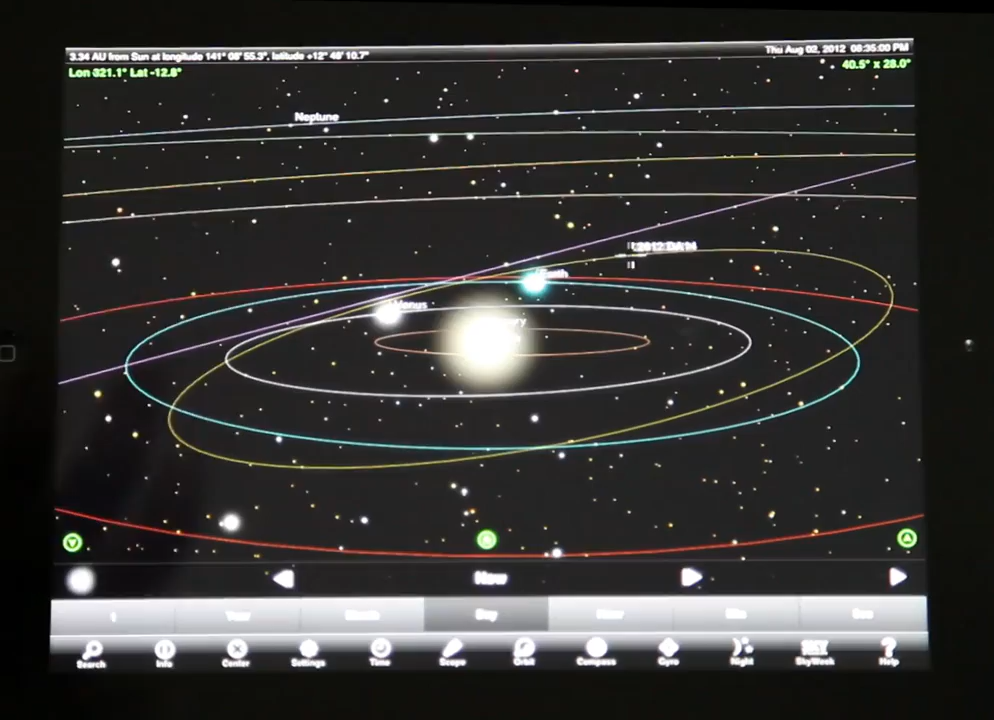 3.34 AU from Sun at longitude 141° 08' 55.3", latitude +12° 48' 10.7"
Thu Aug 02, 2012 08:35:00 PM
Lon 321.1° Lat -12.8°
40.5° x 28.0°
Neptune
2012 DA14
Earth
Venus
Now
Year
Day
Search
Info
Center
Settings
Time
Scope
Orbit
Compass
Gyro
Night
SkyWeek
Help